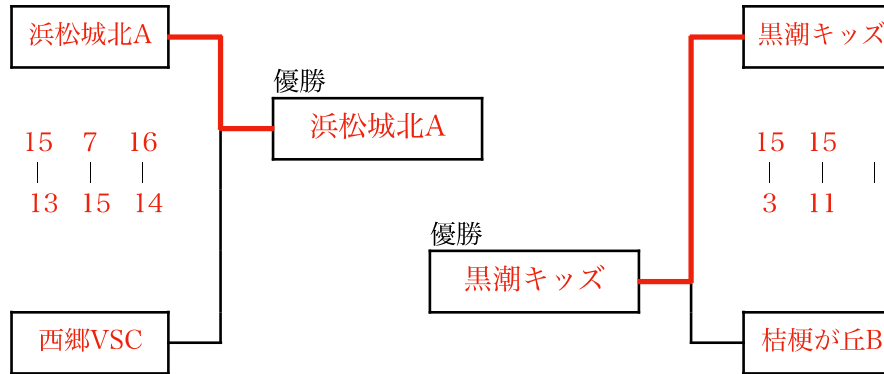 浜松城北A
黒潮キッズ
優勝
浜松城北A
15 7 16
| | |
13 15 14
15 15
| | |
3 11
優勝
黒潮キッズ
西郷VSC
桔梗が丘B